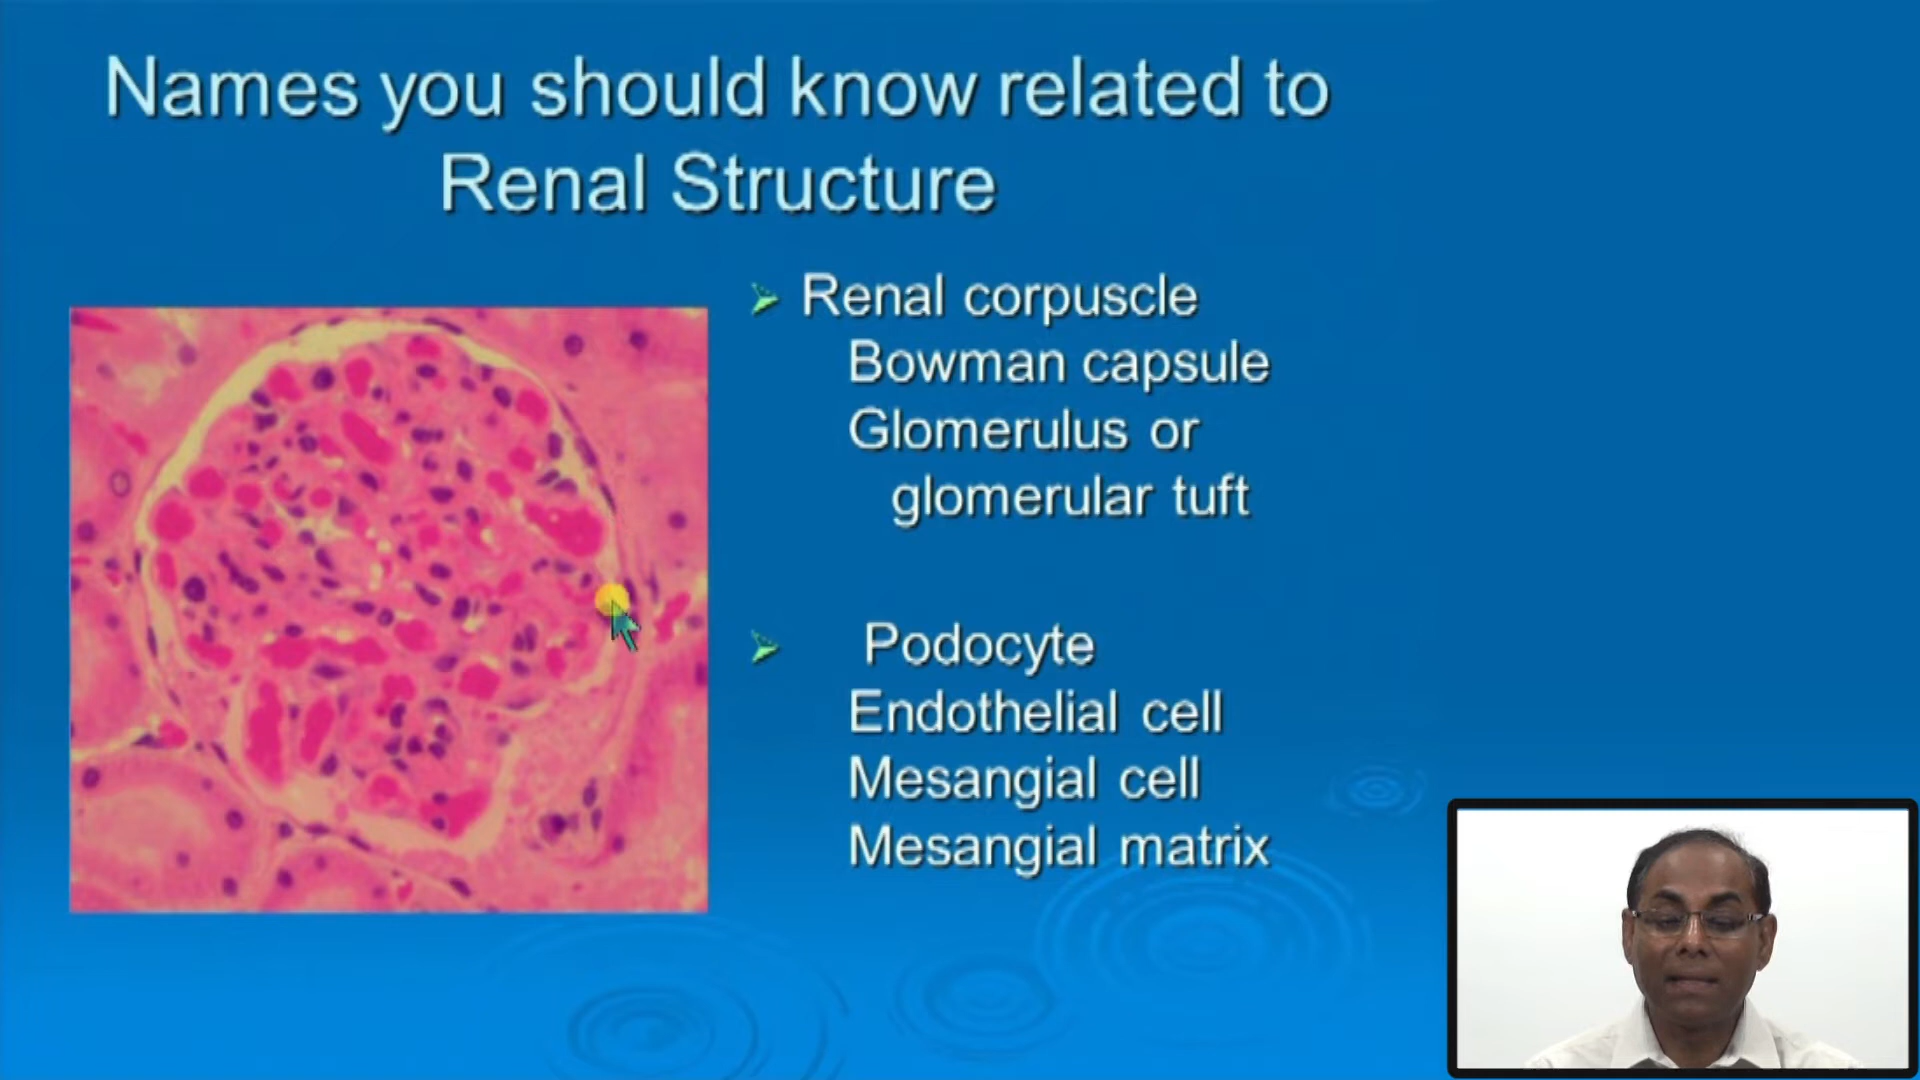 Names you should know related to
Renal Structure
Renal corpuscle
Bowman capsule
Glomerulus or
glomerular tuft
Podocyte
Endothelial cell
Mesangial cell
Mesangial matrix